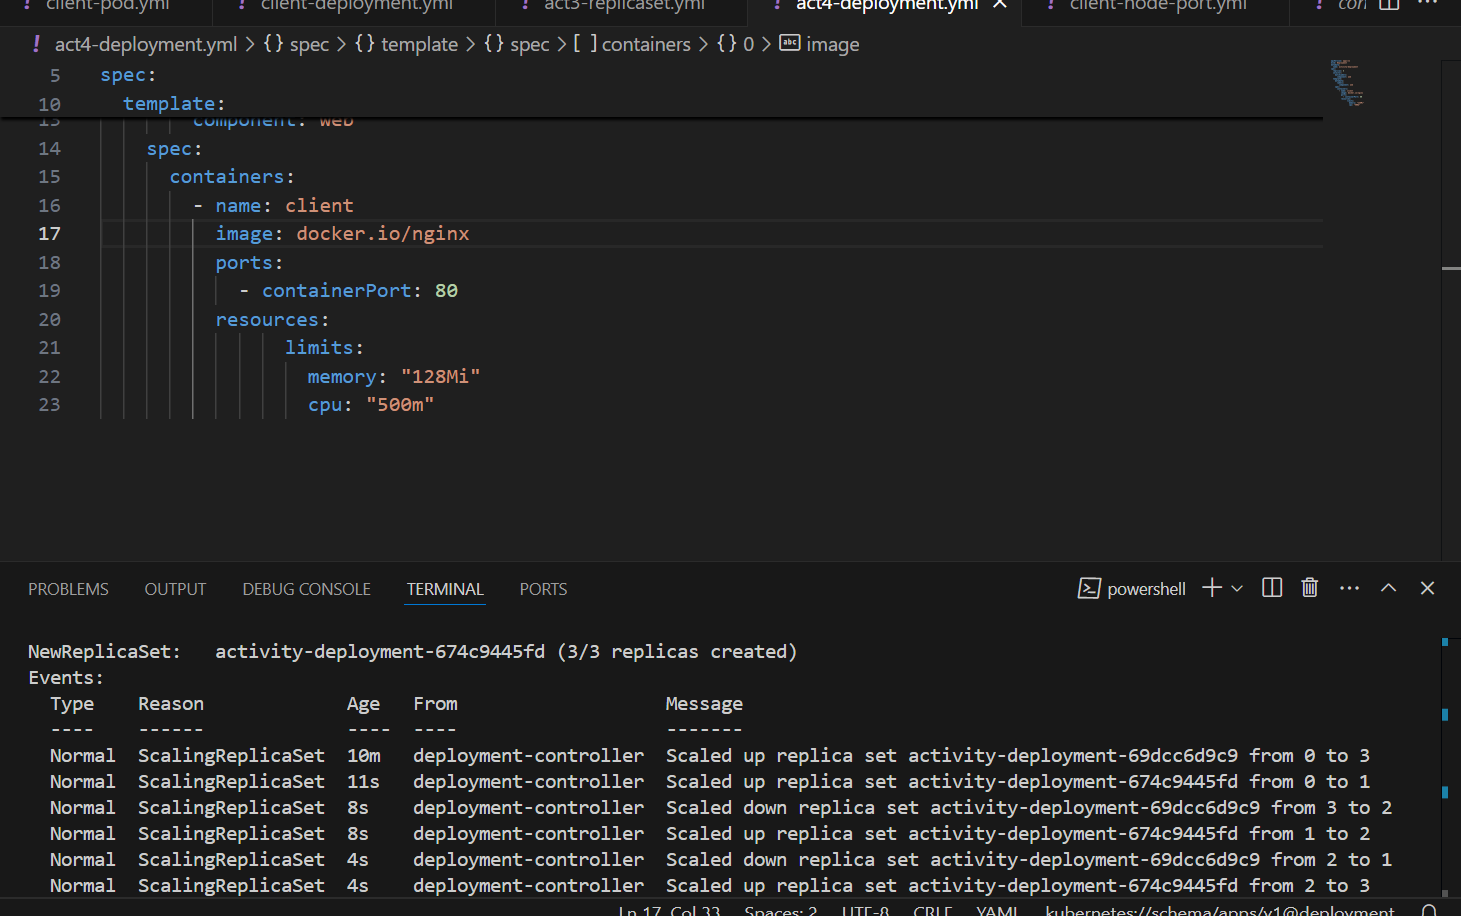 client-pod.yml client-deployment.yml act3-replicaset.yml act4-deployment.yml client-node-port.yml
act4-deployment.yml > {} spec > {} template > {} spec > [ ] containers > {} 0 > abc image
5 spec:
10 template:
13 component: web
14 spec:
15 containers:
16 - name: client
17 image: docker.io/nginx
18 ports:
19 - containerPort: 80
20 resources:
21 limits:
22 memory: "128Mi"
23 cpu: "500m"
PROBLEMS OUTPUT DEBUG CONSOLE TERMINAL PORTS powershell
NewReplicaSet: activity-deployment-674c9445fd (3/3 replicas created)
Events:
Type Reason Age From Message
---- ------ ---- ---- -------
Normal ScalingReplicaSet 10m deployment-controller Scaled up replica set activity-deployment-69dcc6d9c9 from 0 to 3
Normal ScalingReplicaSet 11s deployment-controller Scaled up replica set activity-deployment-674c9445fd from 0 to 1
Normal ScalingReplicaSet 8s deployment-controller Scaled down replica set activity-deployment-69dcc6d9c9 from 3 to 2
Normal ScalingReplicaSet 8s deployment-controller Scaled up replica set activity-deployment-674c9445fd from 1 to 2
Normal ScalingReplicaSet 4s deployment-controller Scaled down replica set activity-deployment-69dcc6d9c9 from 2 to 1
Normal ScalingReplicaSet 4s deployment-controller Scaled up replica set activity-deployment-674c9445fd from 2 to 3
Ln 17, Col 33 Spaces: 2 UTF-8 CRLF YAML kubernetes://schema/apps/v1@deployment